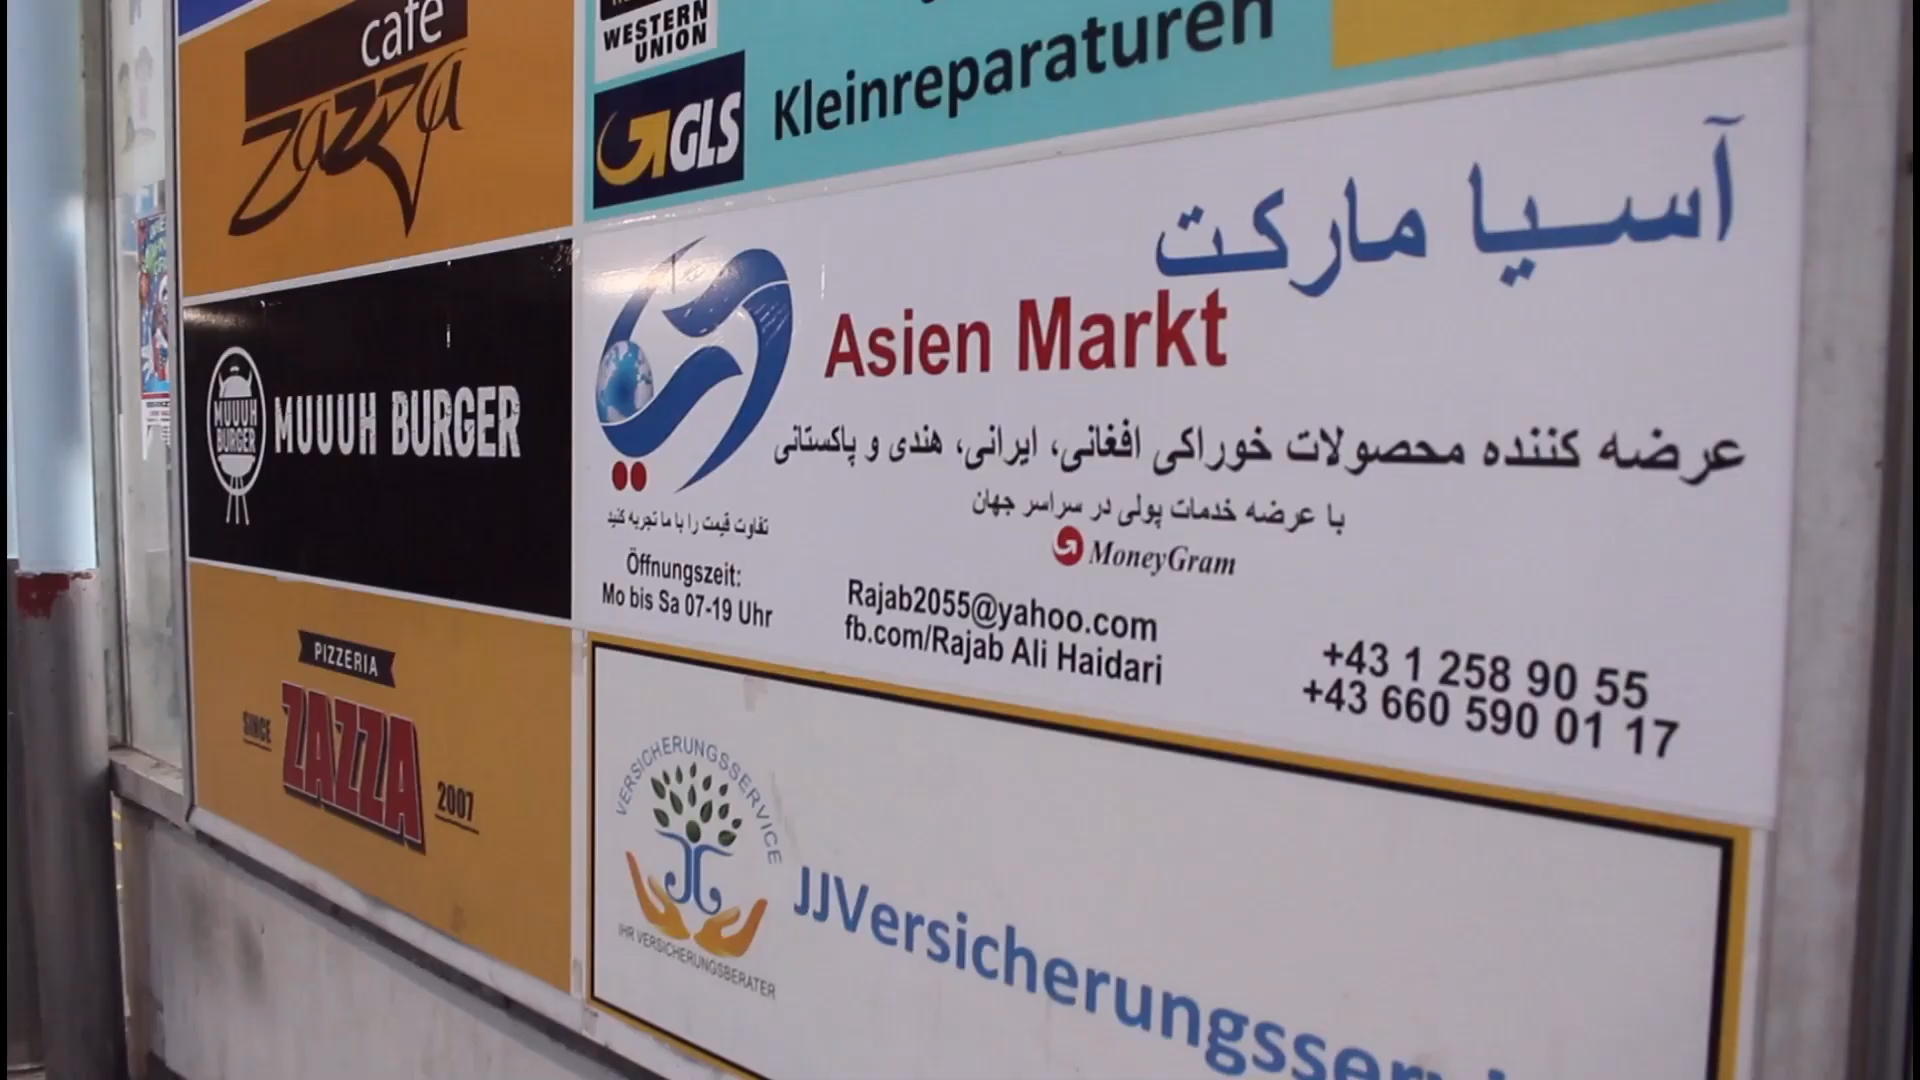 cafe
zazza
WESTERN
UNION
GLS
Kleinreparaturen
آسیا مارکت
Asien Markt
عرضه کننده محصولات خوراکی افغانی، ایرانی، هندی و پاکستانی
با عرضه خدمات پولی در سراسر جهان
MoneyGram
تفاوت قیمت را با ما تجربه کنید
Öffnungszeit:
Mo bis Sa 07-19 Uhr
Rajab2055@yahoo.com
fb.com/Rajab Ali Haidari
+43 1 258 90 55
+43 660 590 01 17
MUUUH
BURGER
MUUUH BURGER
PIZZERIA
SINCE
ZAZZA
2007
VERSICHERUNGSSERVICE
IHR VERSICHERUNGSBERATER
JJVersicherungsservi